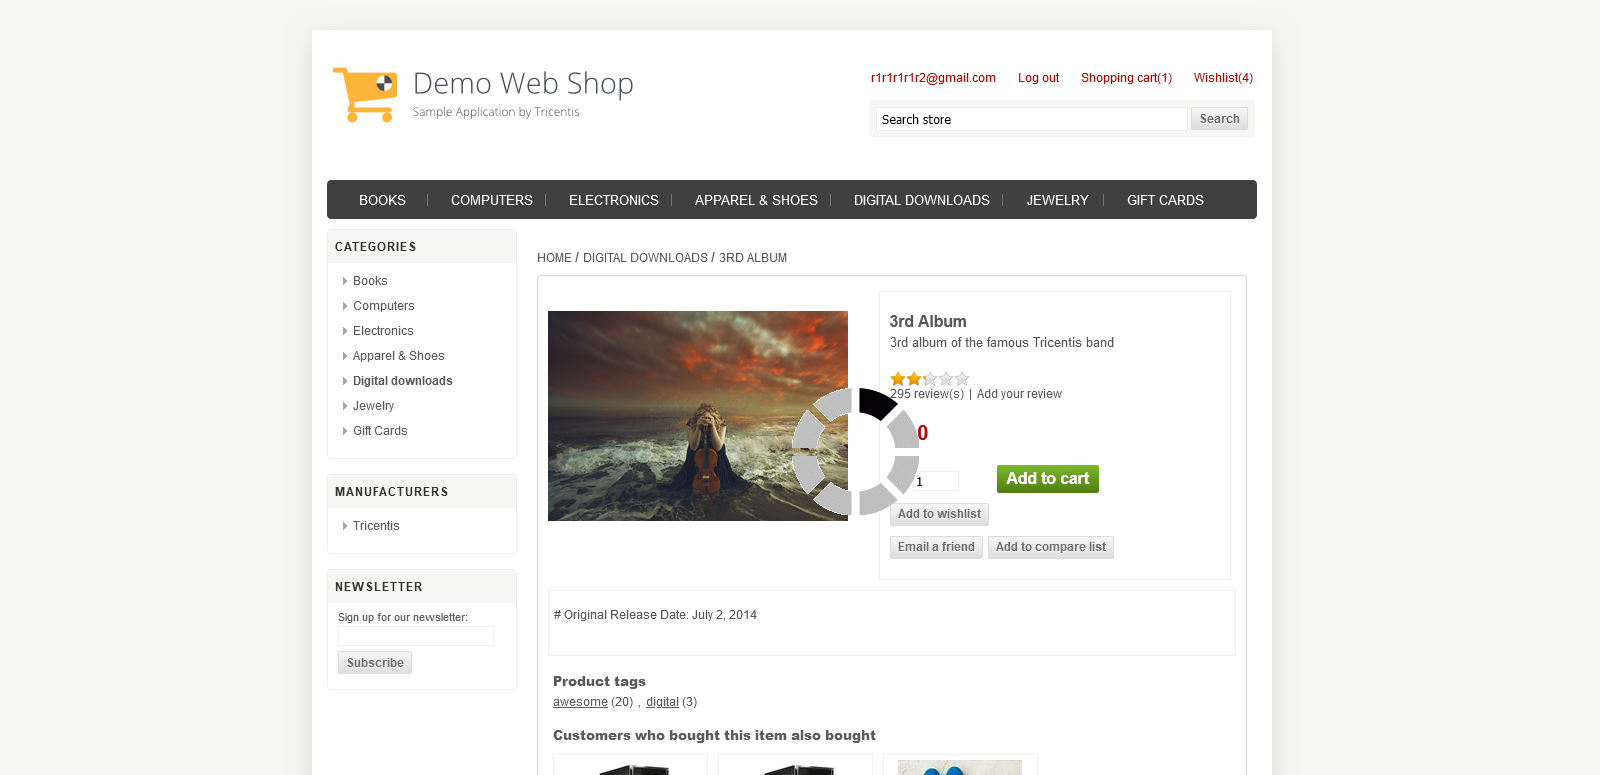 Demo Web Shop
Sample Application by Tricentis
r1r1r1r1r2@gmail.com Log out Shopping cart(1) Wishlist(4)
Search store Search
BOOKS COMPUTERS ELECTRONICS APPAREL & SHOES DIGITAL DOWNLOADS JEWELRY GIFT CARDS
CATEGORIES
Books
Computers
Electronics
Apparel & Shoes
Digital downloads
Jewelry
Gift Cards
MANUFACTURERS
Tricentis
NEWSLETTER
Sign up for our newsletter:
Subscribe
HOME / DIGITAL DOWNLOADS / 3RD ALBUM
3rd Album
3rd album of the famous Tricentis band
295 review(s) | Add your review
0
1 Add to cart
Add to wishlist
Email a friend Add to compare list
# Original Release Date: July 2, 2014
Product tags
awesome (20) , digital (3)
Customers who bought this item also bought